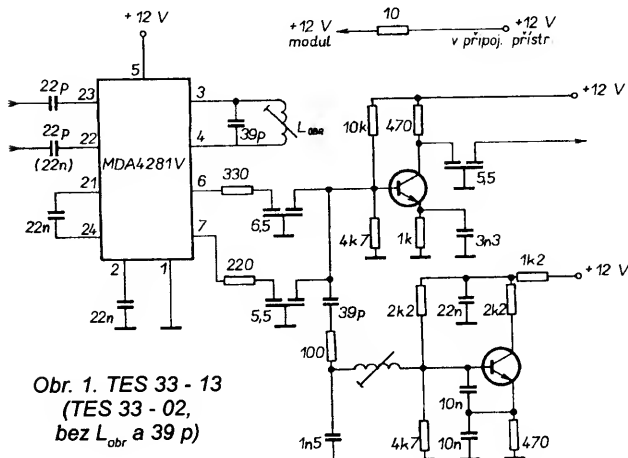 +12 V
modul
10
+12 V
v připoj. přístr.
+12 V
5
22p
23
22p
22
(22n)
21
22n
24
MDA4281V
3
4
6
7
39p
L OBR
330
6,5
220
5,5
2
1
22n
10k
470
+12 V
5,5
4k7
1k
3n3
39p
100
1n5
2k2
22n
2k2
1k2
+12 V
10n
10n
4k7
470
Obr. 1. TES 33 - 13
(TES 33 - 02,
bez Lobr a 39 p)